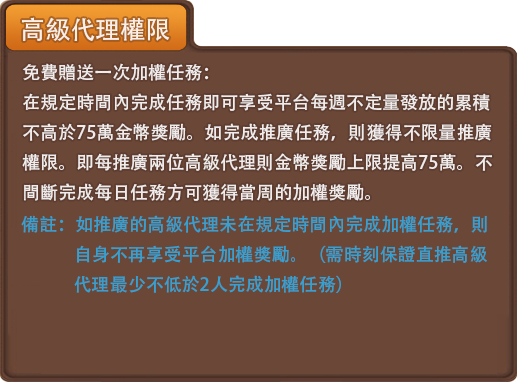 高級代理權限
免費贈送一次加權任務：
在規定時間內完成任務即可享受平台每週不定量發放的累積
不高於75萬金幣獎勵。如完成推廣任務，則獲得不限量推廣
權限。即每推廣兩位高級代理則金幣獎勵上限提高75萬。不
間斷完成每日任務方可獲得當周的加權獎勵。
備註：如推廣的高級代理未在規定時間內完成加權任務，則
自身不再享受平台加權獎勵。（需時刻保證直推高級
代理最少不低於2人完成加權任務）